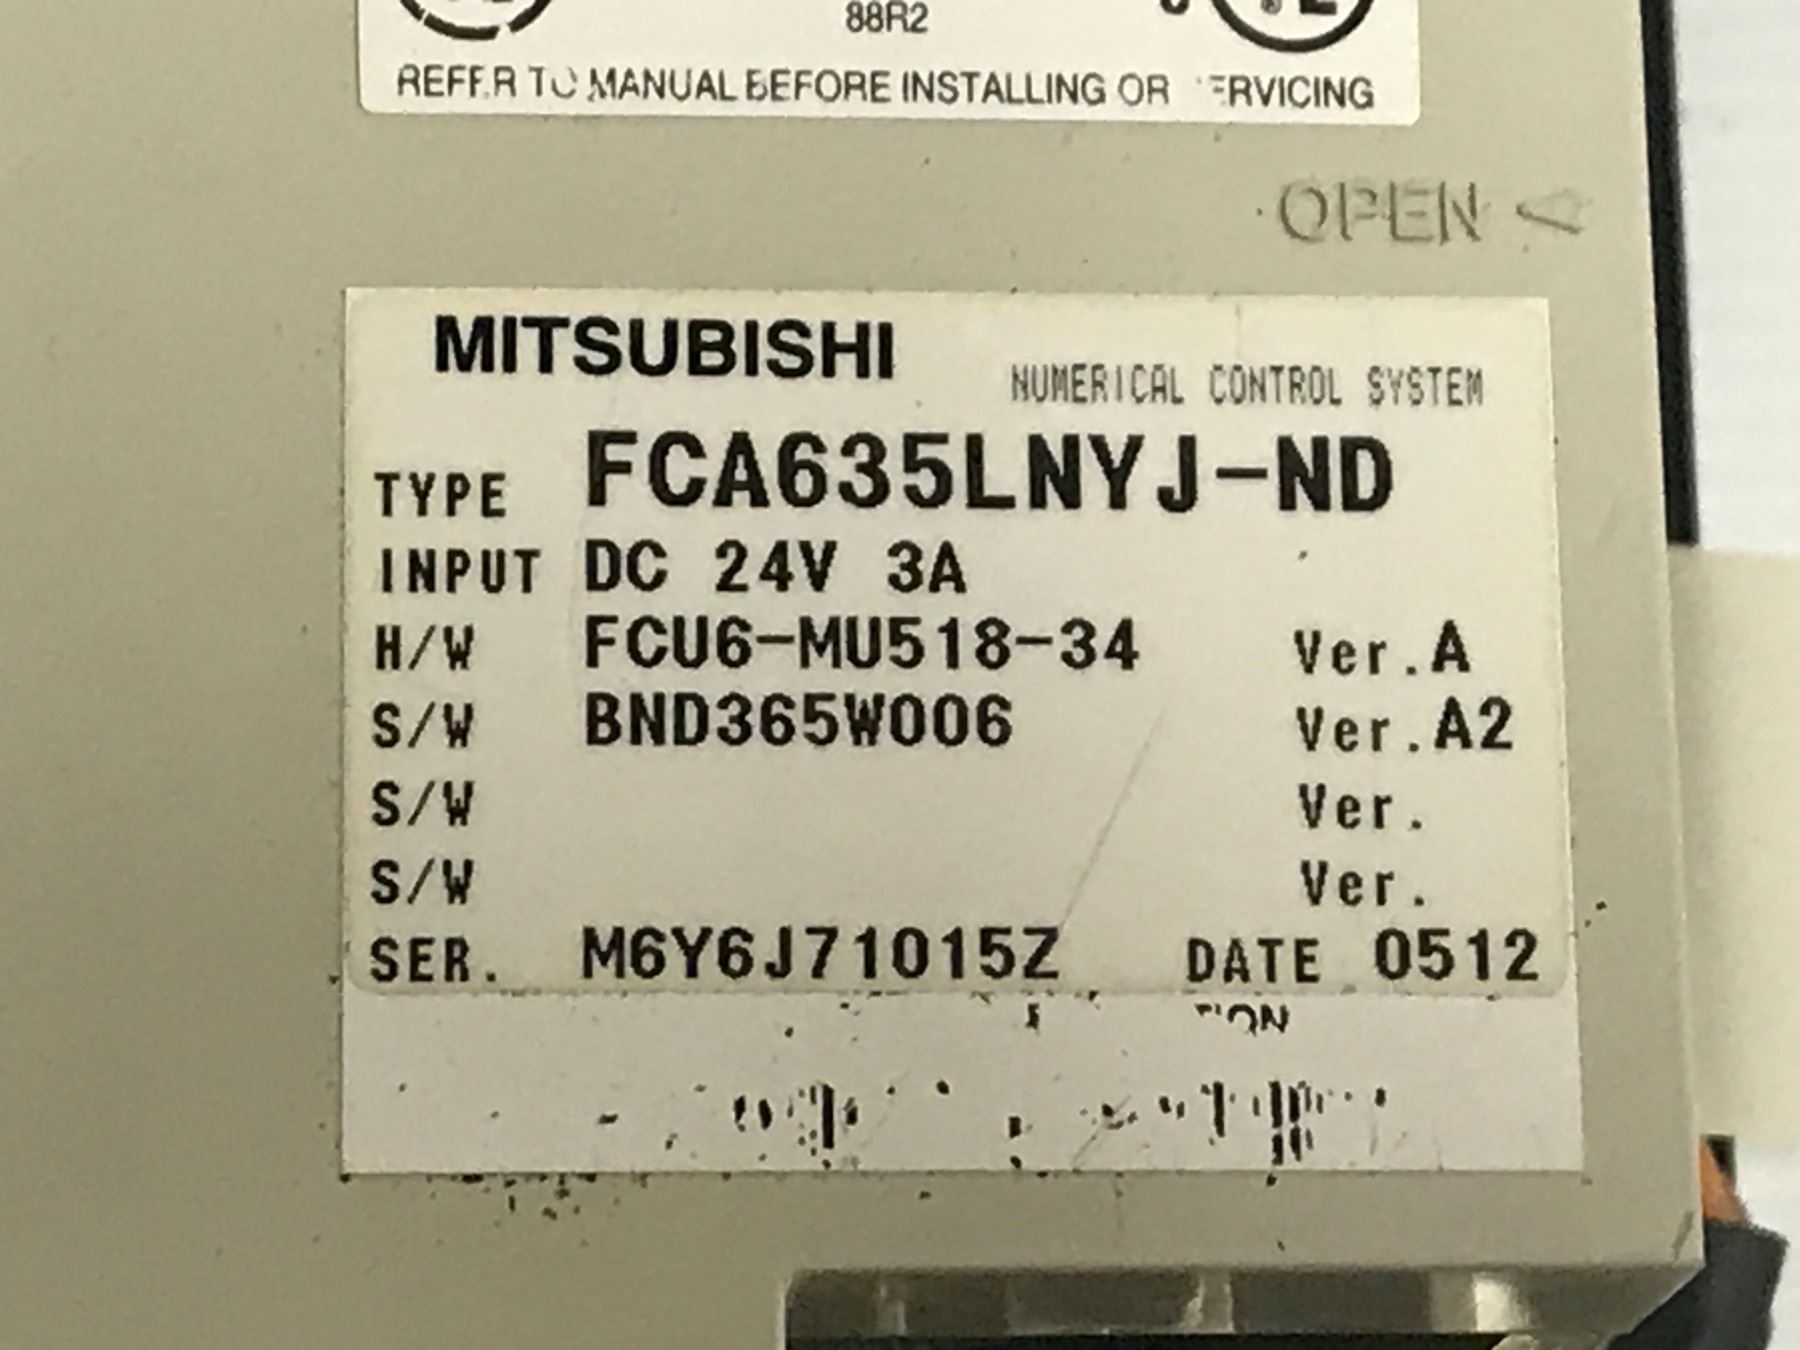 88R2
REFER TO MANUAL BEFORE INSTALLING OR SERVICING
OPEN
MITSUBISHI
NUMERICAL CONTROL SYSTEM
TYPE FCA635LNYJ-ND
INPUT DC 24V 3A
H/W FCU6-MU518-34 Ver.A
S/W BND365W006 Ver.A2
S/W Ver.
S/W Ver.
SER. M6Y6J71015Z DATE 0512